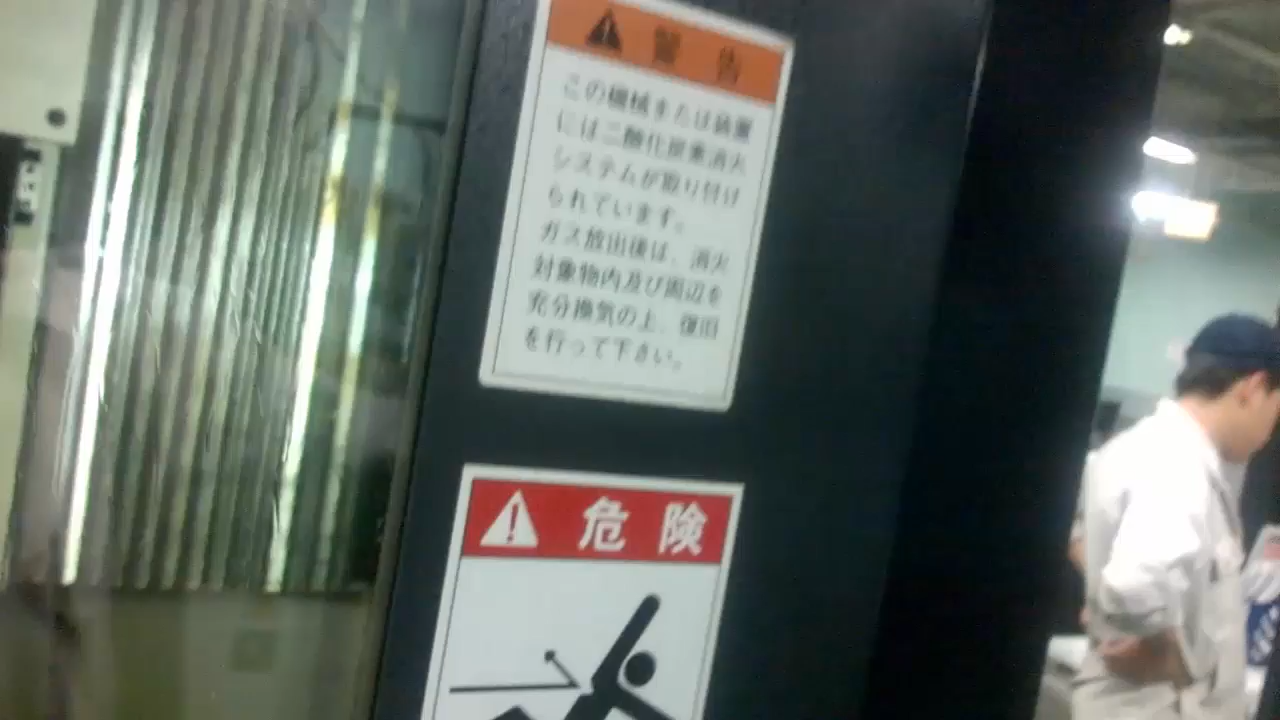 警告
この機械または装置
には二酸化炭素消火
システムが取り付け
られています。
ガス放出後は、消火
対象物内及び周辺を
充分換気の上、復旧
を行って下さい。
危険